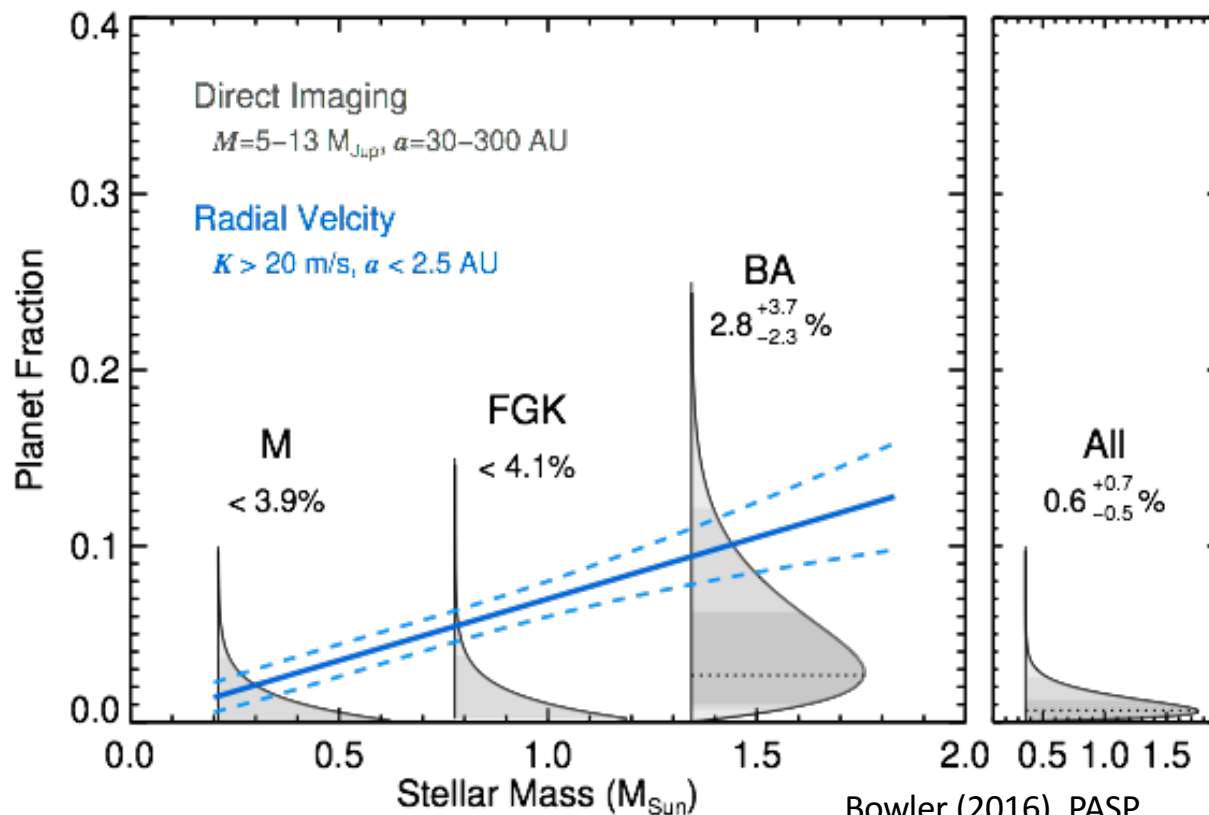 0.4
0.3
0.2
0.1
0.0
Planet Fraction
Direct Imaging
M=5−13 MJup, a=30−300 AU
Radial Velcity
K > 20 m/s, a < 2.5 AU
M
< 3.9%
FGK
< 4.1%
BA
2.8 +3.7 −2.3 %
All
0.6 +0.7 −0.5 %
0.0 0.5 1.0 1.5 2.0
0.5 1.0 1.5
Stellar Mass (MSun)
Bowler (2016) PASP